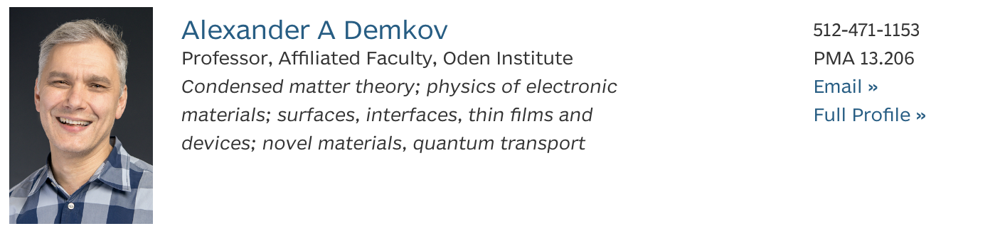 Alexander A Demkov
Professor, Affiliated Faculty, Oden Institute
Condensed matter theory; physics of electronic
materials; surfaces, interfaces, thin films and
devices; novel materials, quantum transport
512-471-1153
PMA 13.206
Email »
Full Profile »